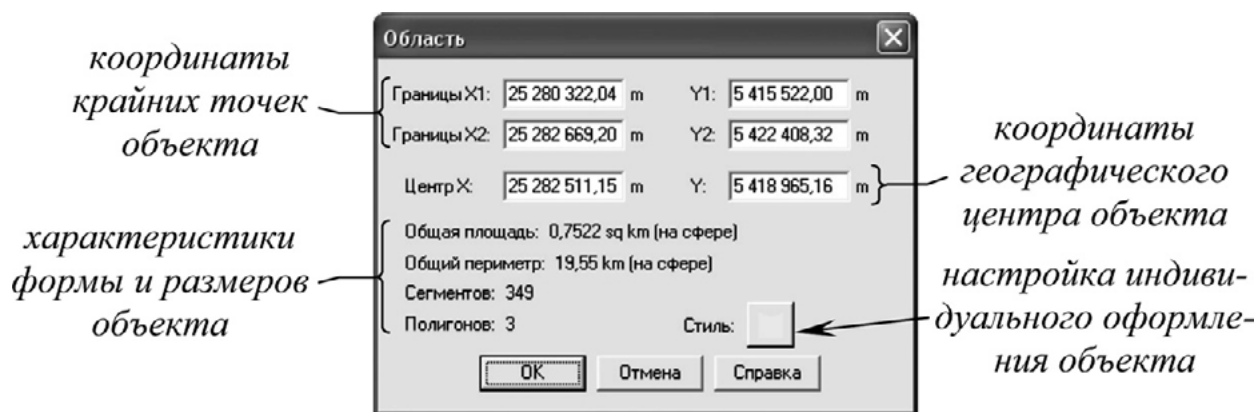 Область
координаты
крайних точек
объекта
Границы X1: 25 280 322,04 m Y1: 5 415 522,00 m
Границы X2: 25 282 669,20 m Y2: 5 422 408,32 m
Центр X: 25 282 511,15 m Y: 5 418 965,16 m
координаты
географического
центра объекта
характеристики
формы и размеров
объекта
Общая площадь: 0,7522 sq km (на сфере)
Общий периметр: 19,55 km (на сфере)
Сегментов: 349
Полигонов: 3
Стиль:
настройка индиви-
дуального оформле-
ния объекта
OK Отмена Справка